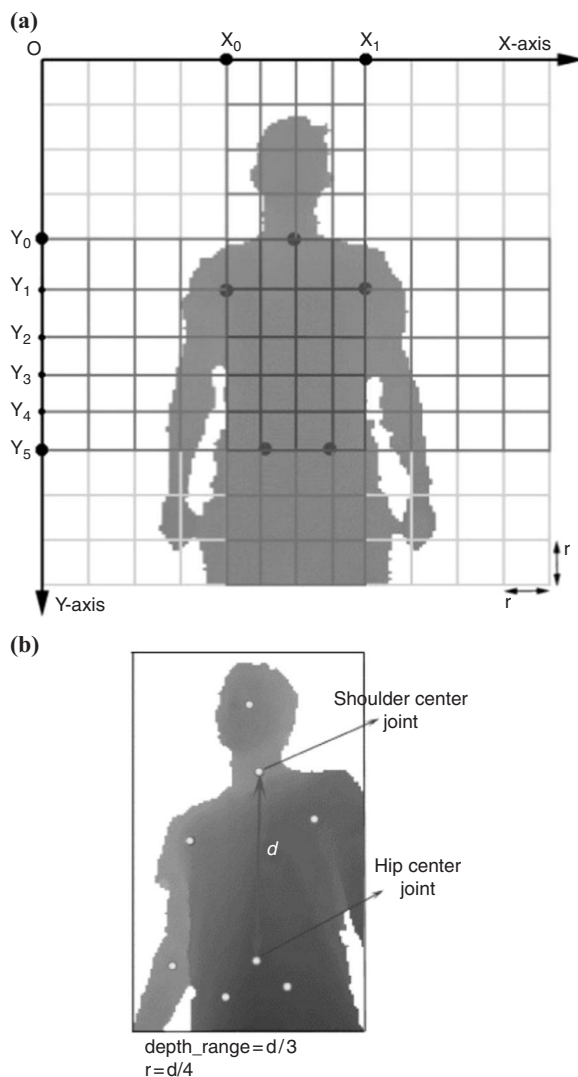 (a)
O
X₀
X₁
X-axis
Y₀
Y₁
Y₂
Y₃
Y₄
Y₅
r
r
Y-axis
(b)
Shoulder center
joint
d
Hip center
joint
depth_range=d/3
r=d/4